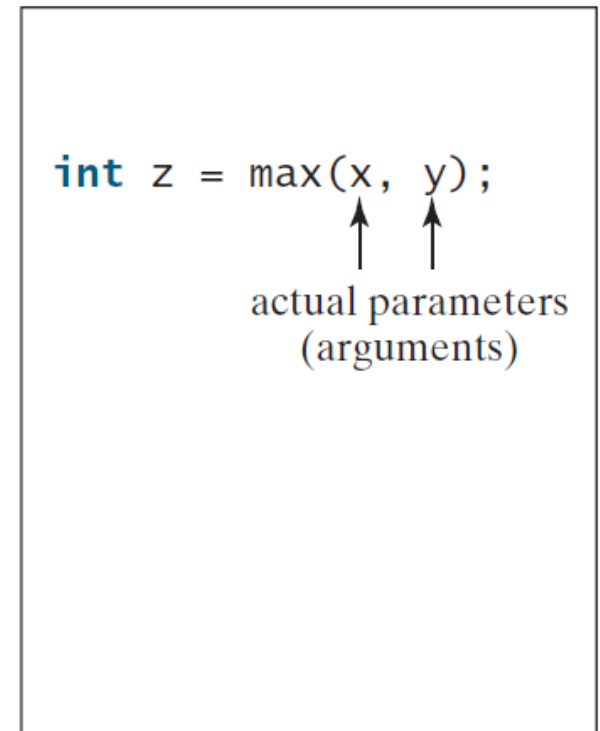 int z = max(x, y);
actual parameters
(arguments)